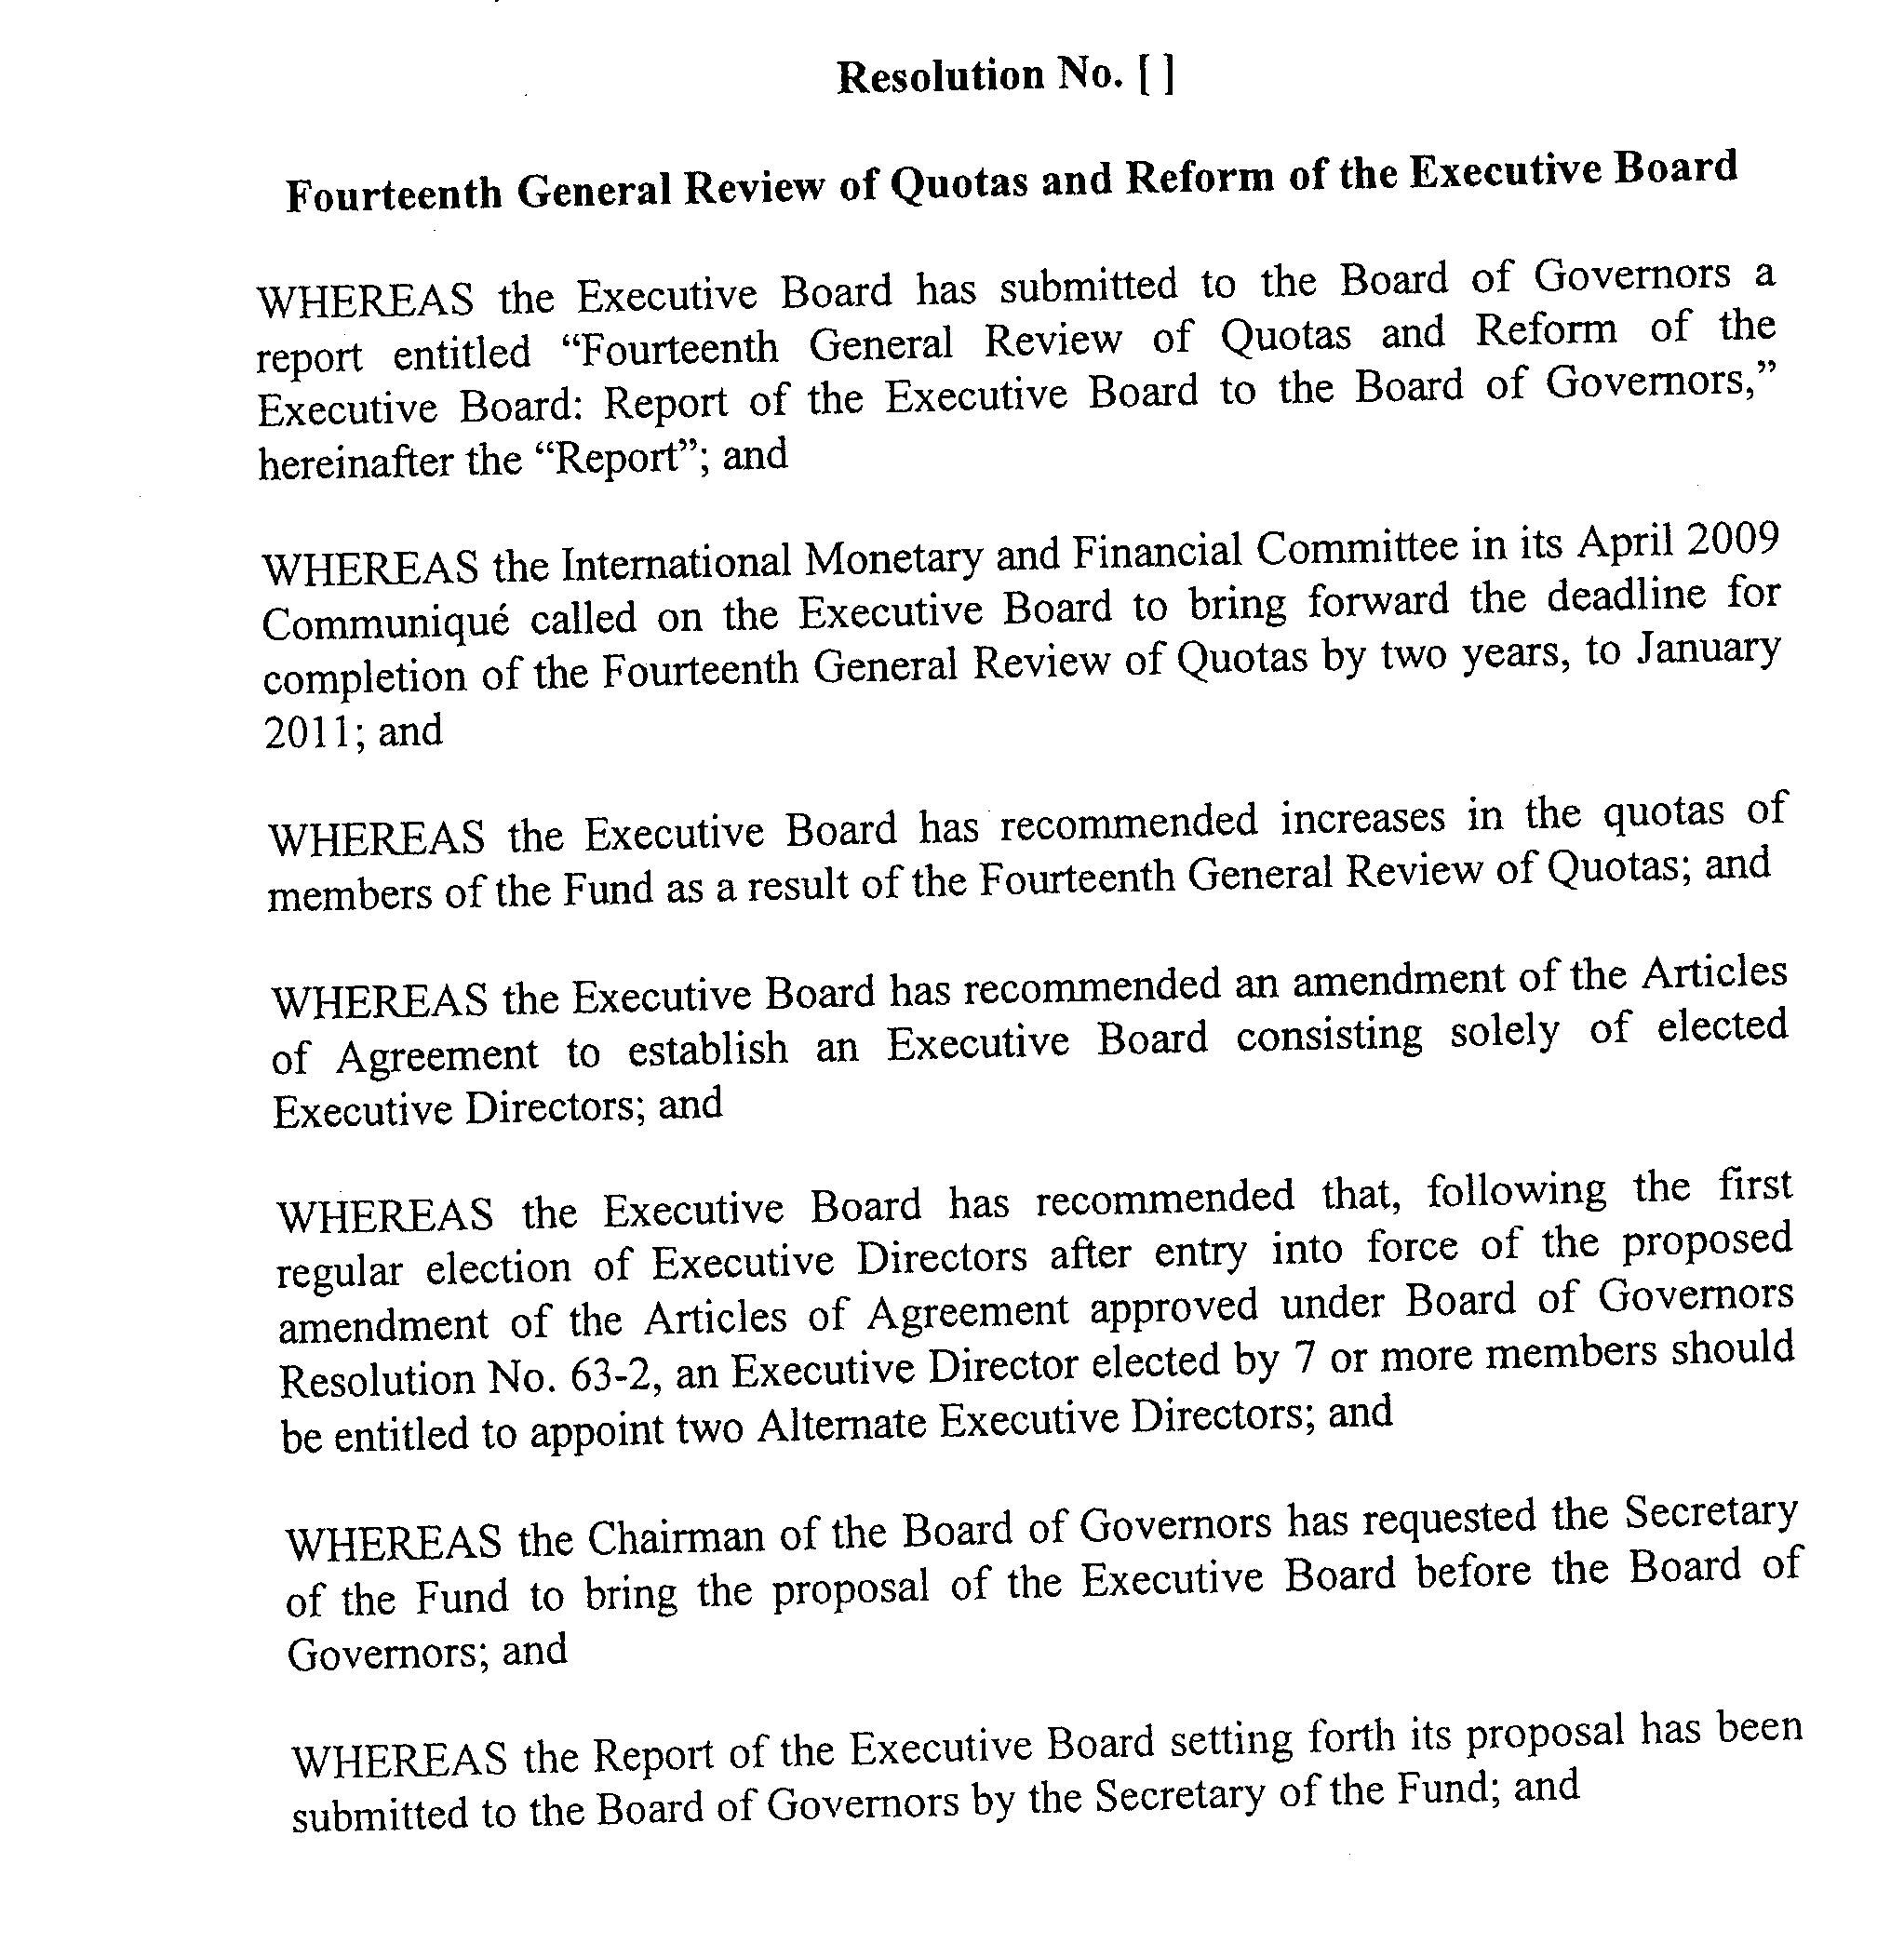 Resolution No. [ ]
Fourteenth General Review of Quotas and Reform of the Executive Board
WHEREAS the Executive Board has submitted to the Board of Governors a
report entitled “Fourteenth General Review of Quotas and Reform of the
Executive Board: Report of the Executive Board to the Board of Governors,”
hereinafter the “Report”; and
WHEREAS the International Monetary and Financial Committee in its April 2009
Communiqué called on the Executive Board to bring forward the deadline for
completion of the Fourteenth General Review of Quotas by two years, to January
2011; and
WHEREAS the Executive Board has recommended increases in the quotas of
members of the Fund as a result of the Fourteenth General Review of Quotas; and
WHEREAS the Executive Board has recommended an amendment of the Articles
of Agreement to establish an Executive Board consisting solely of elected
Executive Directors; and
WHEREAS the Executive Board has recommended that, following the first
regular election of Executive Directors after entry into force of the proposed
amendment of the Articles of Agreement approved under Board of Governors
Resolution No. 63-2, an Executive Director elected by 7 or more members should
be entitled to appoint two Alternate Executive Directors; and
WHEREAS the Chairman of the Board of Governors has requested the Secretary
of the Fund to bring the proposal of the Executive Board before the Board of
Governors; and
WHEREAS the Report of the Executive Board setting forth its proposal has been
submitted to the Board of Governors by the Secretary of the Fund; and